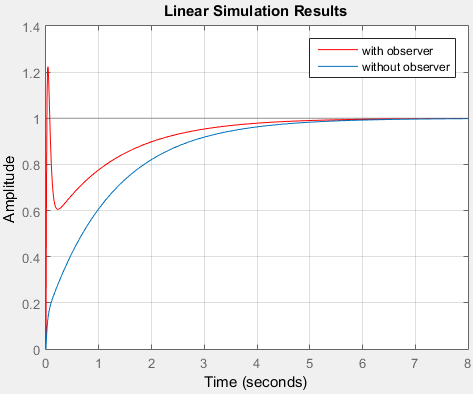 Linear Simulation Results
with observer
without observer
Amplitude
1.4
1.2
1
0.8
0.6
0.4
0.2
0
0 1 2 3 4 5 6 7 8
Time (seconds)